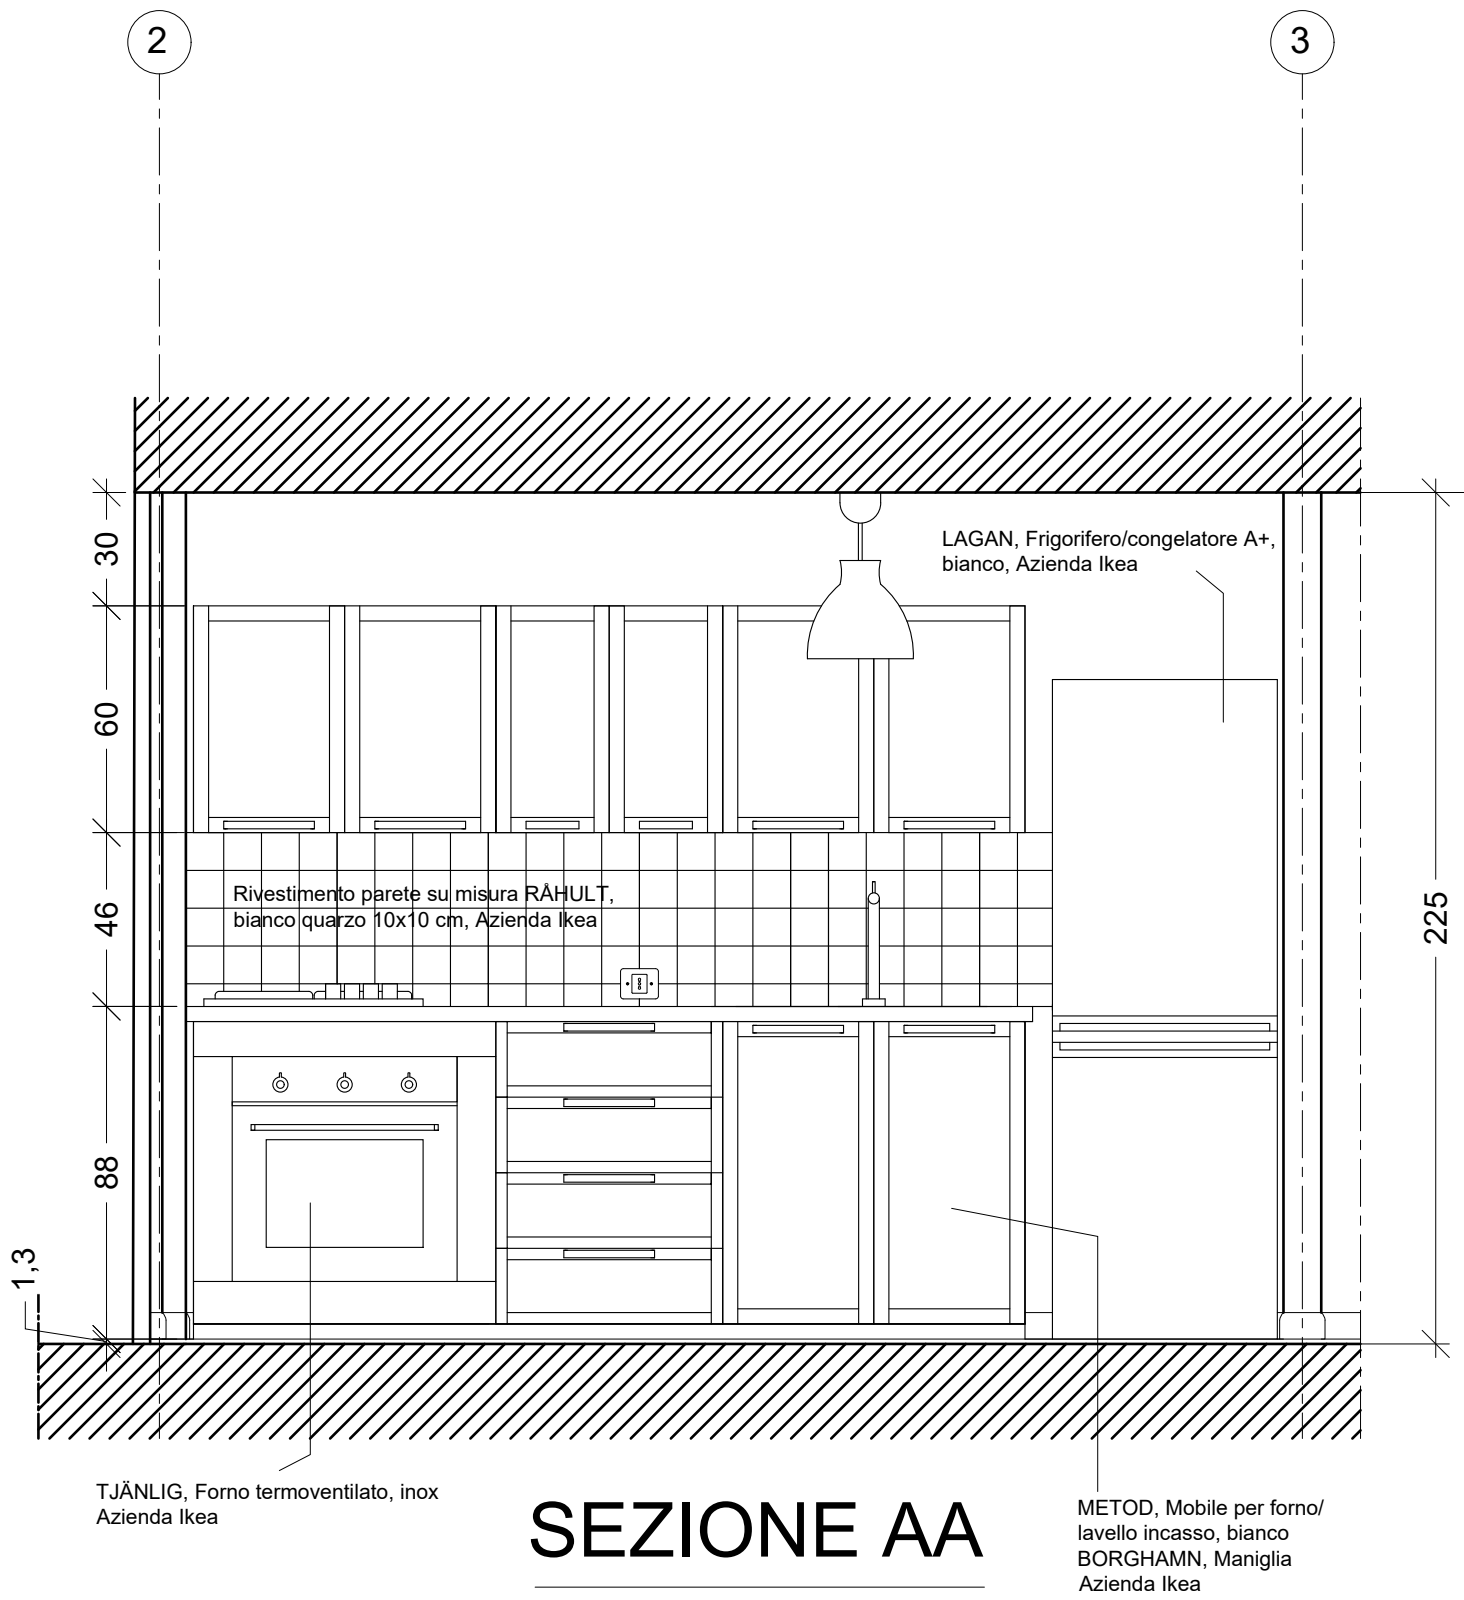 2
3
30
LAGAN, Frigorifero/congelatore A+,
bianco, Azienda Ikea
60
Rivestimento parete su misura RÅHULT,
bianco quarzo 10x10 cm, Azienda Ikea
46
225
88
1,3
TJÄNLIG, Forno termoventilato, inox
Azienda Ikea
SEZIONE AA
METOD, Mobile per forno/
lavello incasso, bianco
BORGHAMN, Maniglia
Azienda Ikea